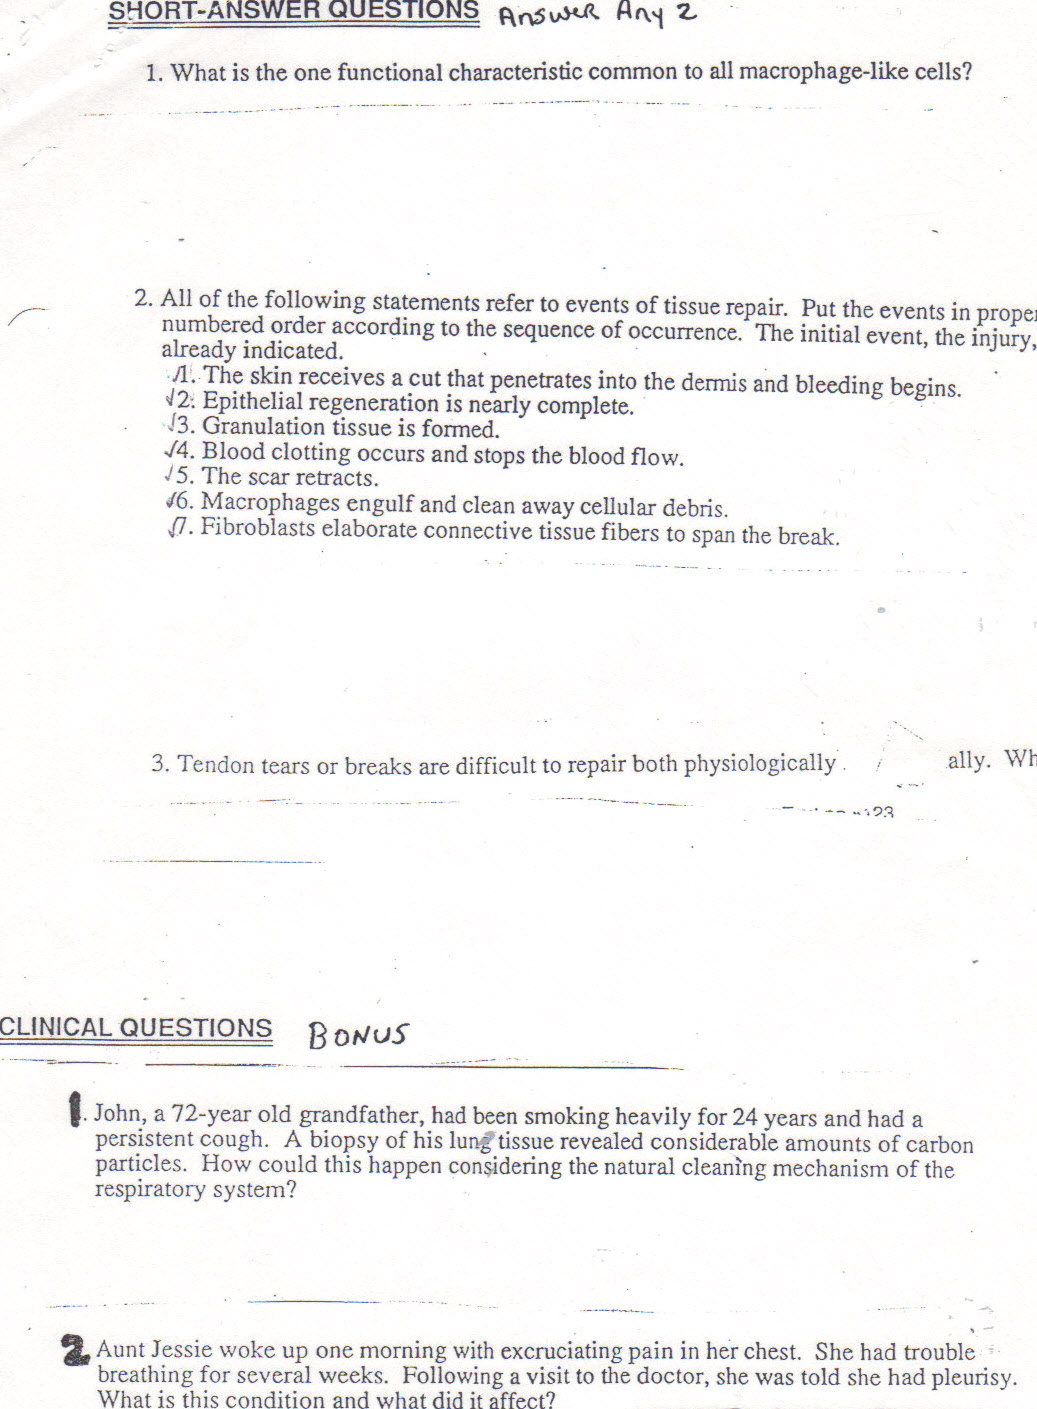 SHORT-ANSWER QUESTIONS Answer Any 2
1. What is the one functional characteristic common to all macrophage-like cells?
2. All of the following statements refer to events of tissue repair. Put the events in proper
numbered order according to the sequence of occurrence. The initial event, the injury,
already indicated.
√1. The skin receives a cut that penetrates into the dermis and bleeding begins.
√2. Epithelial regeneration is nearly complete.
√3. Granulation tissue is formed.
√4. Blood clotting occurs and stops the blood flow.
√5. The scar retracts.
√6. Macrophages engulf and clean away cellular debris.
√7. Fibroblasts elaborate connective tissue fibers to span the break.
3. Tendon tears or breaks are difficult to repair both physiologically ally. Wh
CLINICAL QUESTIONS BONUS
1. John, a 72-year old grandfather, had been smoking heavily for 24 years and had a
persistent cough. A biopsy of his lung tissue revealed considerable amounts of carbon
particles. How could this happen considering the natural cleaning mechanism of the
respiratory system?
2 Aunt Jessie woke up one morning with excruciating pain in her chest. She had trouble
breathing for several weeks. Following a visit to the doctor, she was told she had pleurisy.
What is this condition and what did it affect?